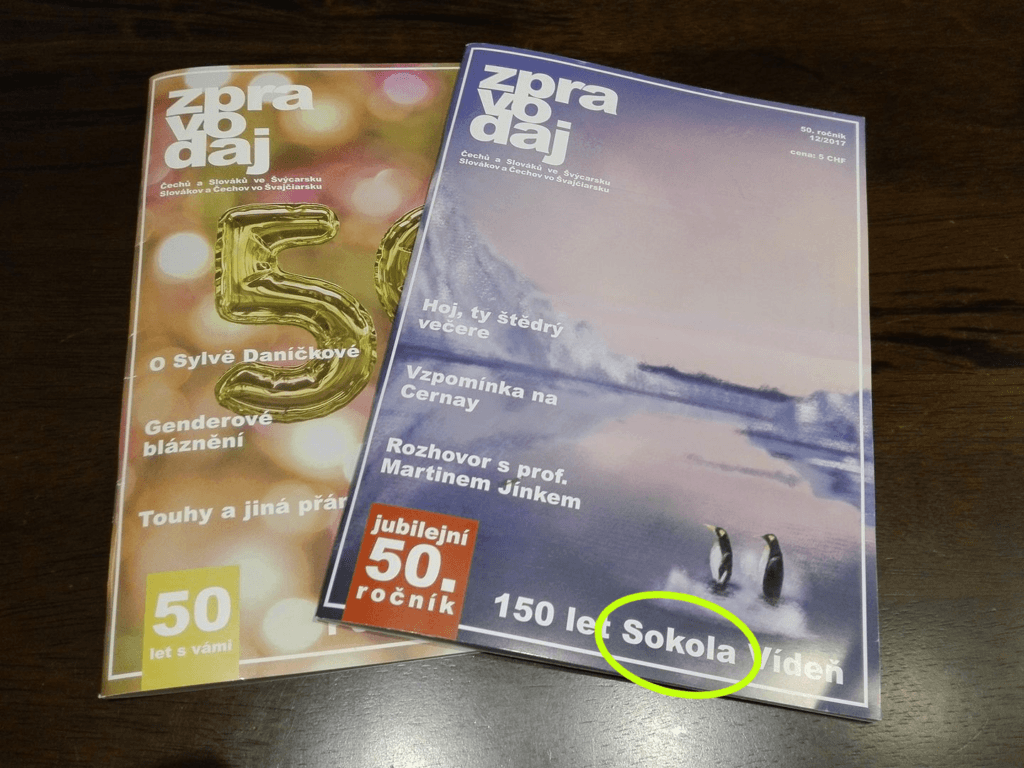 zpra
vo
daj
Čechů a Slováků ve Švýcarsku
Slovákov a Čechov vo Švajčiarsku
O Sylvě Daníčkové
Genderové
bláznění
Touhy a jiná
50
let s vámi
zpra
vo
daj
Čechů a Slováků ve Švýcarsku
Slovákov a Čechov vo Švajčiarsku
50. ročník
12/2017
cena: 5 CHF
Hoj, ty štědrý
večere
Vzpomínka na
Cernay
Rozhovor s prof.
Martinem Jínkem
jubilejní
50.
ročník
150 let Sokola Vídeň